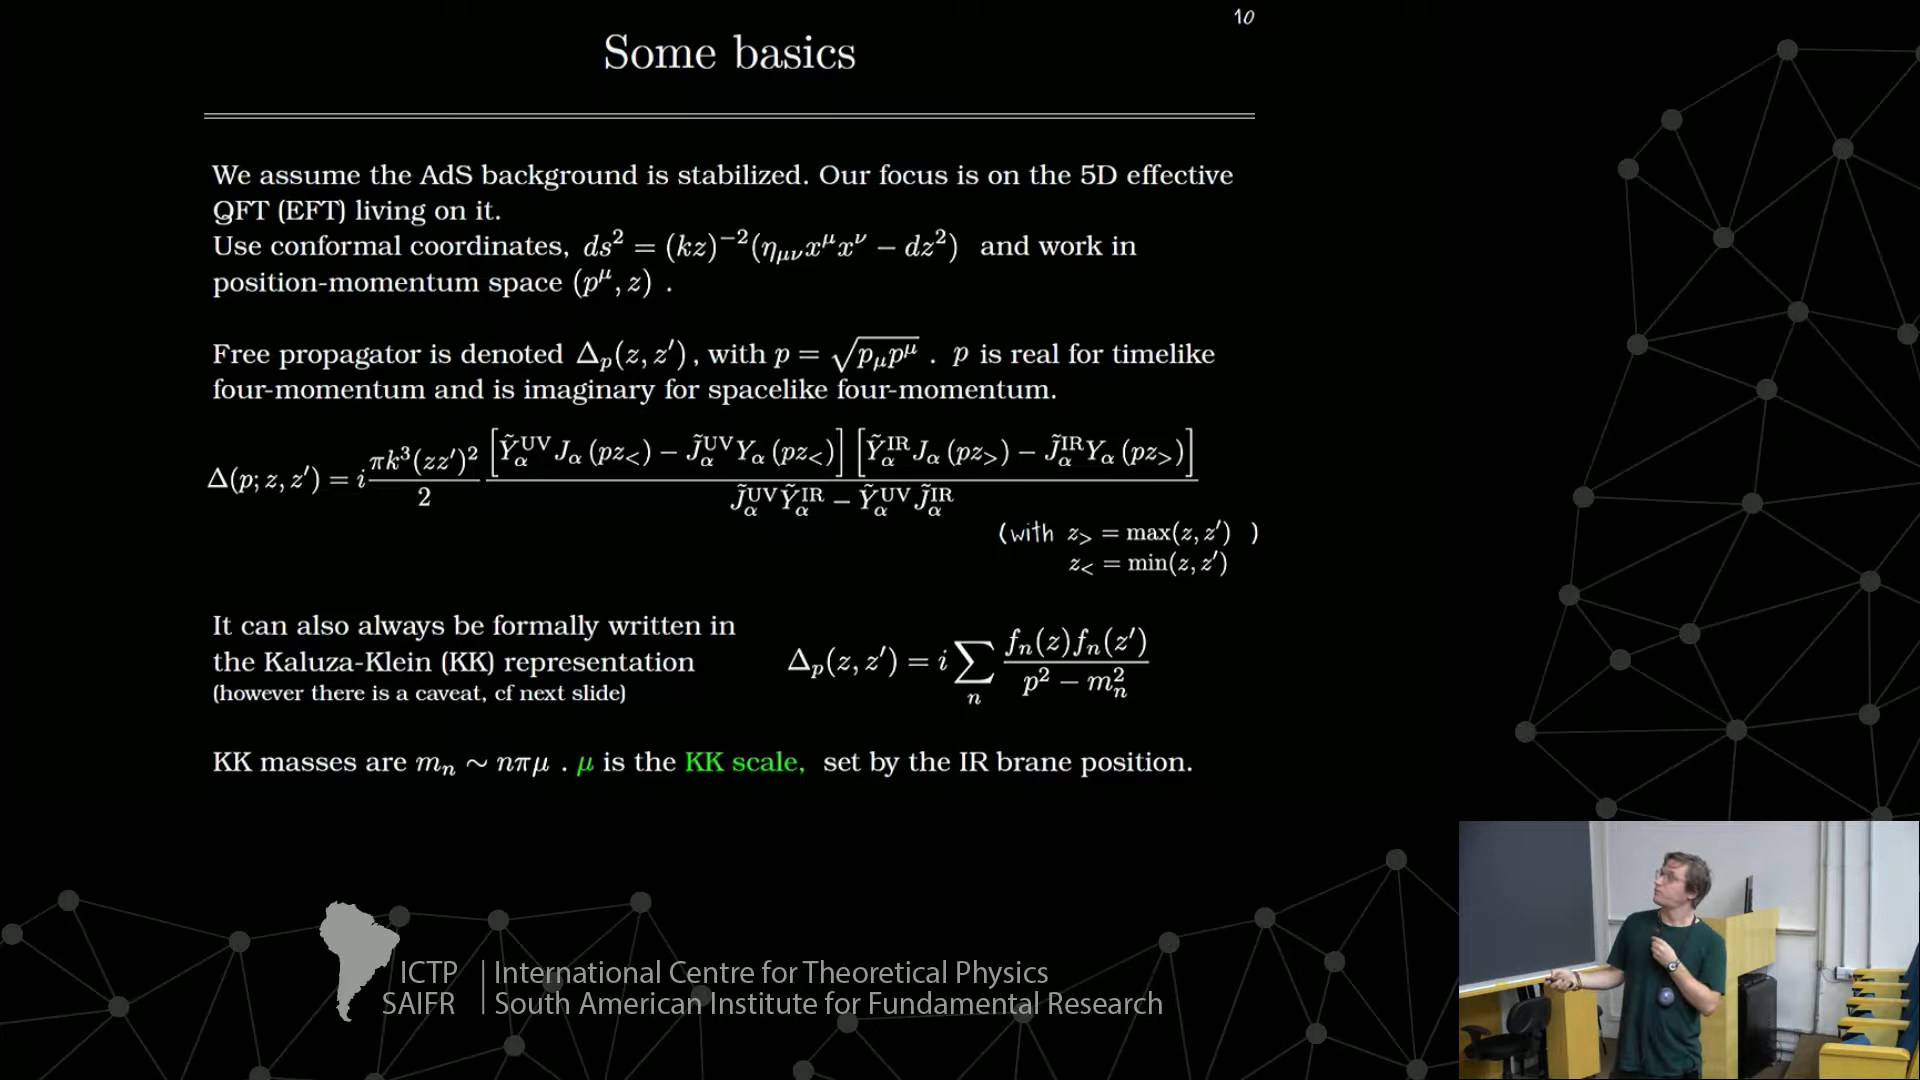 10
Some basics
We assume the AdS background is stabilized. Our focus is on the 5D effective
QFT (EFT) living on it.
Use conformal coordinates, ds² = (kz)⁻²(η_{μν}x^μx^ν − dz²) and work in
position-momentum space (p^μ, z) .
Free propagator is denoted Δ_p(z, z′), with p = √(p_μp^μ) . p is real for timelike
four-momentum and is imaginary for spacelike four-momentum.
Δ(p; z, z′) = i \frac{πk³(zz′)²}{2} \frac{[Ỹ_α^{UV} J_α(pz_<) − J̃_α^{UV} Y_α(pz_<)] [Ỹ_α^{IR} J_α(pz_>) − J̃_α^{IR} Y_α(pz_>)]}{J̃_α^{UV} Ỹ_α^{IR} − Ỹ_α^{UV} J̃_α^{IR}}
(with z_> = max(z, z′) )
z_< = min(z, z′)
It can also always be formally written in
the Kaluza-Klein (KK) representation
(however there is a caveat, cf next slide)
Δ_p(z, z′) = i ∑_n \frac{f_n(z)f_n(z′)}{p² − m_n²}
KK masses are m_n ∼ nπμ . μ is the KK scale, set by the IR brane position.
ICTP | International Centre for Theoretical Physics
SAIFR | South American Institute for Fundamental Research